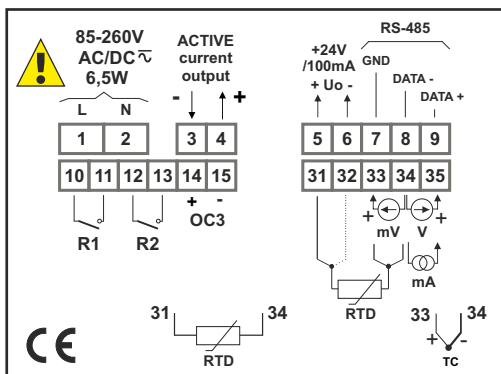 85-260V
AC/DC
6,5W
L N
ACTIVE
current
output
- +
1 2 3 4
10 11 12 13 14 15
+ -
R1 R2 OC3
RS-485
+24V
/100mA
GND
+ Uo -
DATA -
DATA +
5 6 7 8 9
31 32 33 34 35
+ +
mV V
mA
RTD
31 34
RTD
33 34
+ -
TC
CE